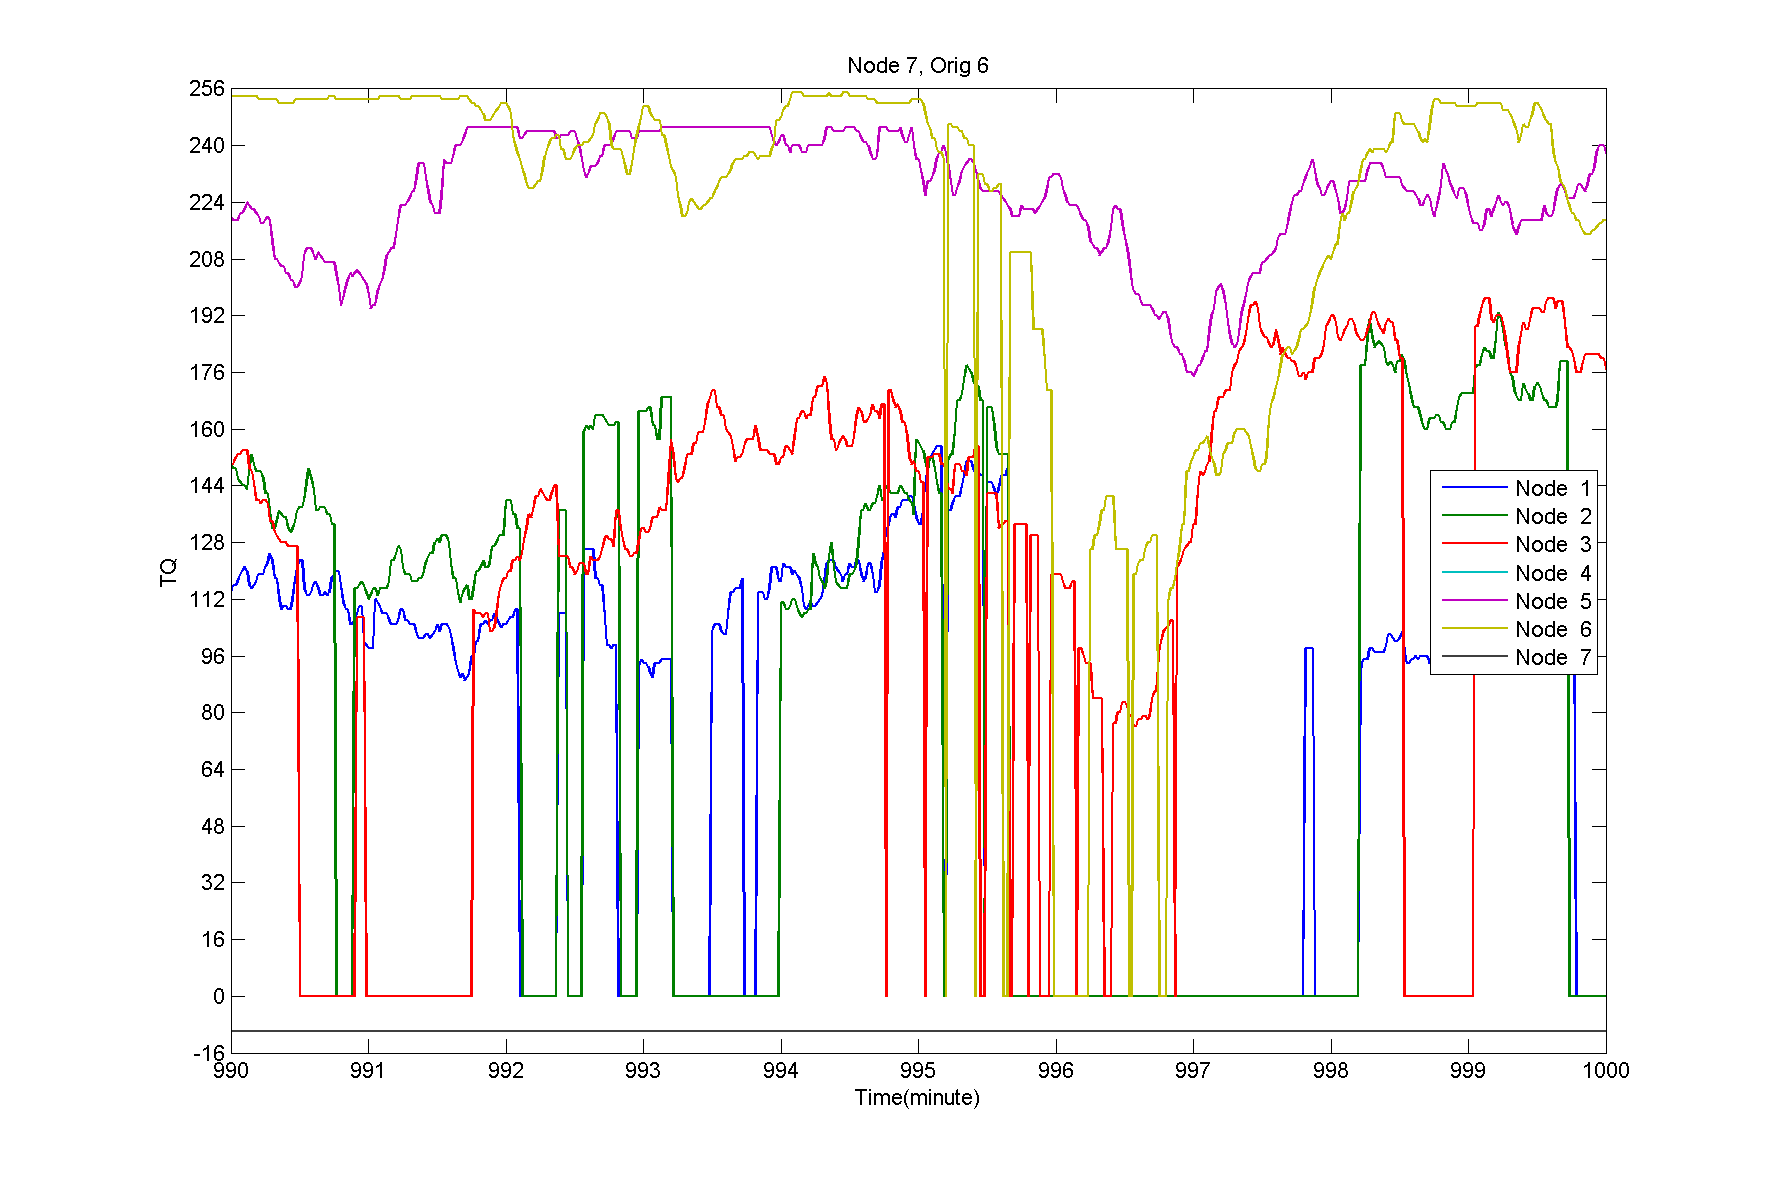 Node 7, Orig 6
256
240
224
208
192
176
160
144
128
112
96
80
64
48
32
16
0
-16
TQ
Node 1
Node 2
Node 3
Node 4
Node 5
Node 6
Node 7
990 991 992 993 994 995 996 997 998 999 1000
Time(minute)